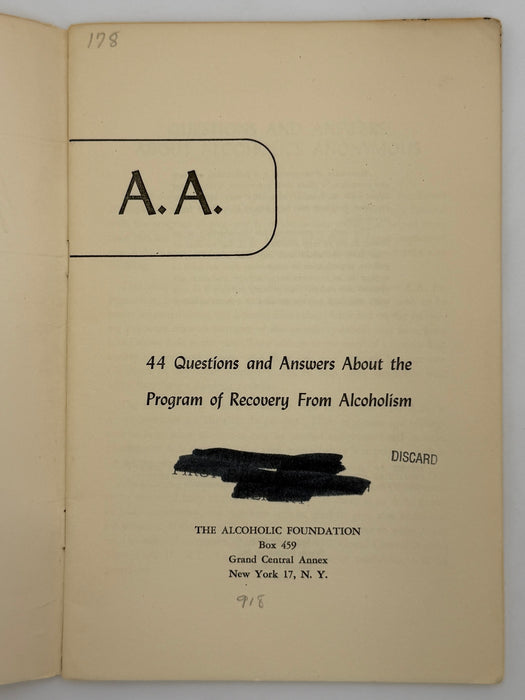 178
A. A.
44 Questions and Answers About the
Program of Recovery From Alcoholism
DISCARD
THE ALCOHOLIC FOUNDATION
Box 459
Grand Central Annex
New York 17, N. Y.
918